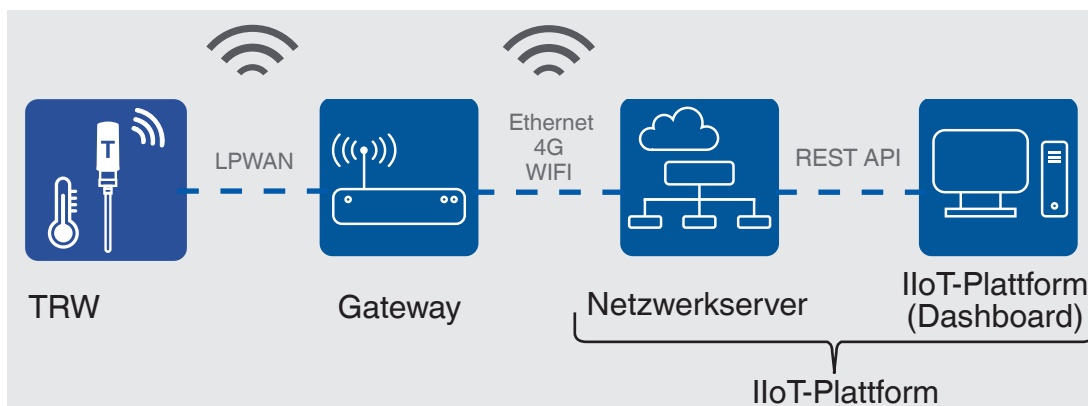 T
LPWAN
Ethernet
4G
WIFI
REST API
TRW
Gateway
Netzwerkserver
IIoT-Plattform
(Dashboard)
IIoT-Plattform